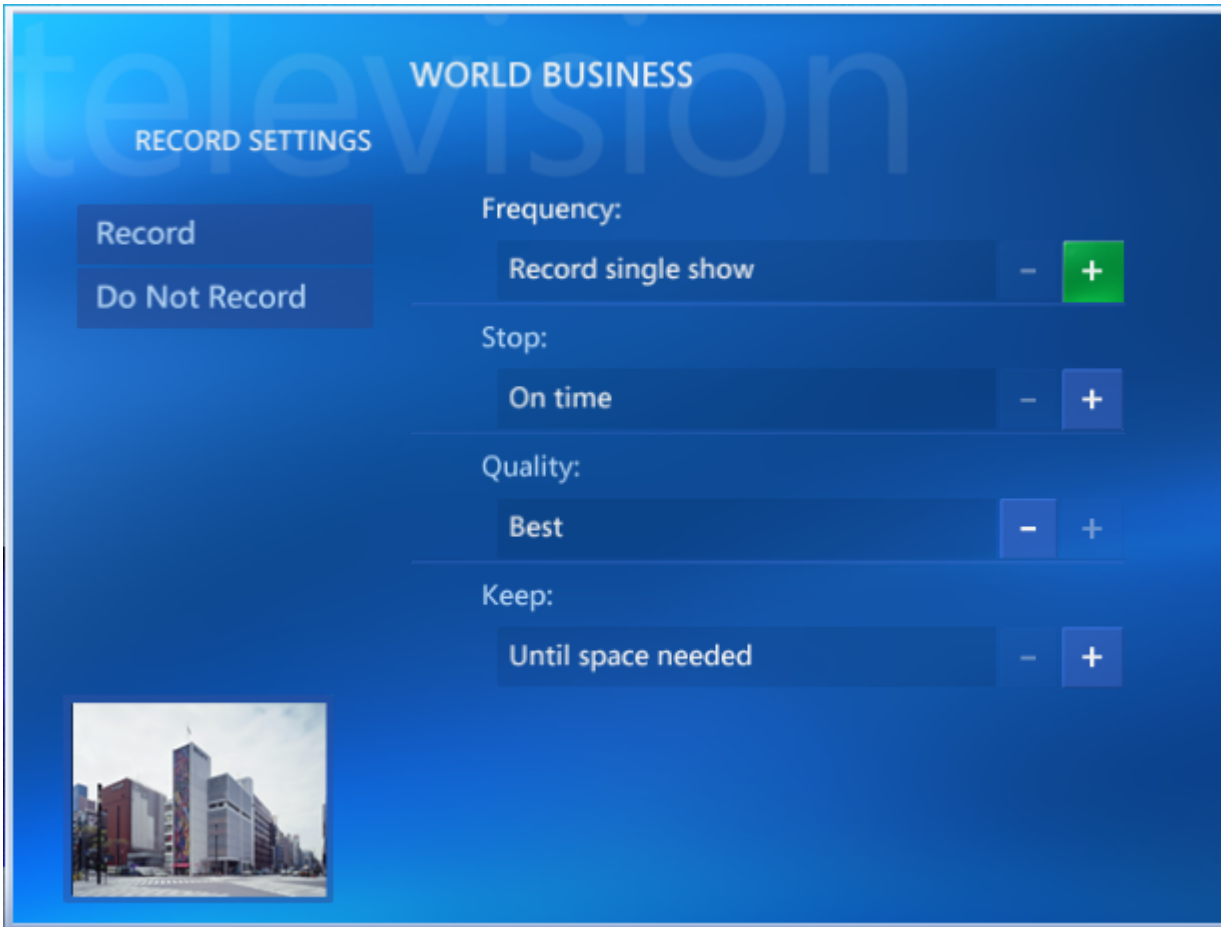 television
WORLD BUSINESS
RECORD SETTINGS
Record
Do Not Record
Frequency:
Record single show - +
Stop:
On time - +
Quality:
Best - +
Keep:
Until space needed - +